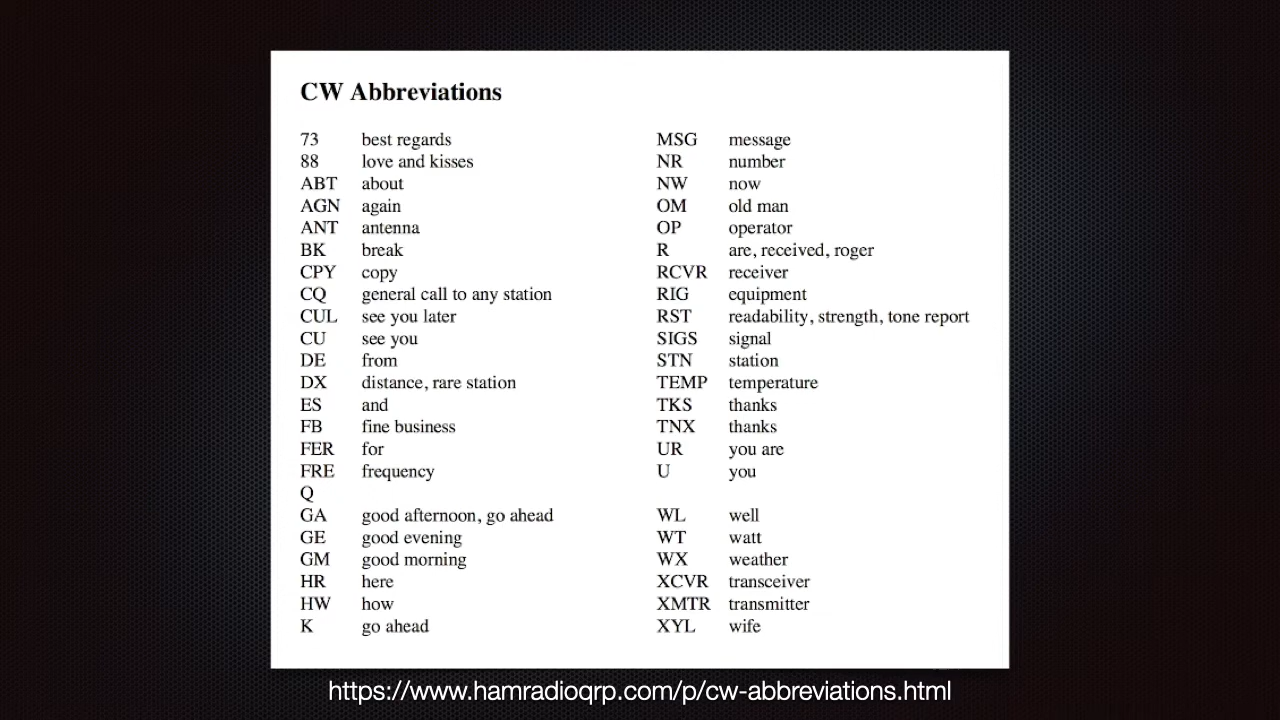 CW Abbreviations
73 best regards
88 love and kisses
ABT about
AGN again
ANT antenna
BK break
CPY copy
CQ general call to any station
CUL see you later
CU see you
DE from
DX distance, rare station
ES and
FB fine business
FER for
FRE frequency
Q
GA good afternoon, go ahead
GE good evening
GM good morning
HR here
HW how
K go ahead
MSG message
NR number
NW now
OM old man
OP operator
R are, received, roger
RCVR receiver
RIG equipment
RST readability, strength, tone report
SIGS signal
STN station
TEMP temperature
TKS thanks
TNX thanks
UR you are
U you
WL well
WT watt
WX weather
XCVR transceiver
XMTR transmitter
XYL wife
https://www.hamradioqrp.com/p/cw-abbreviations.html